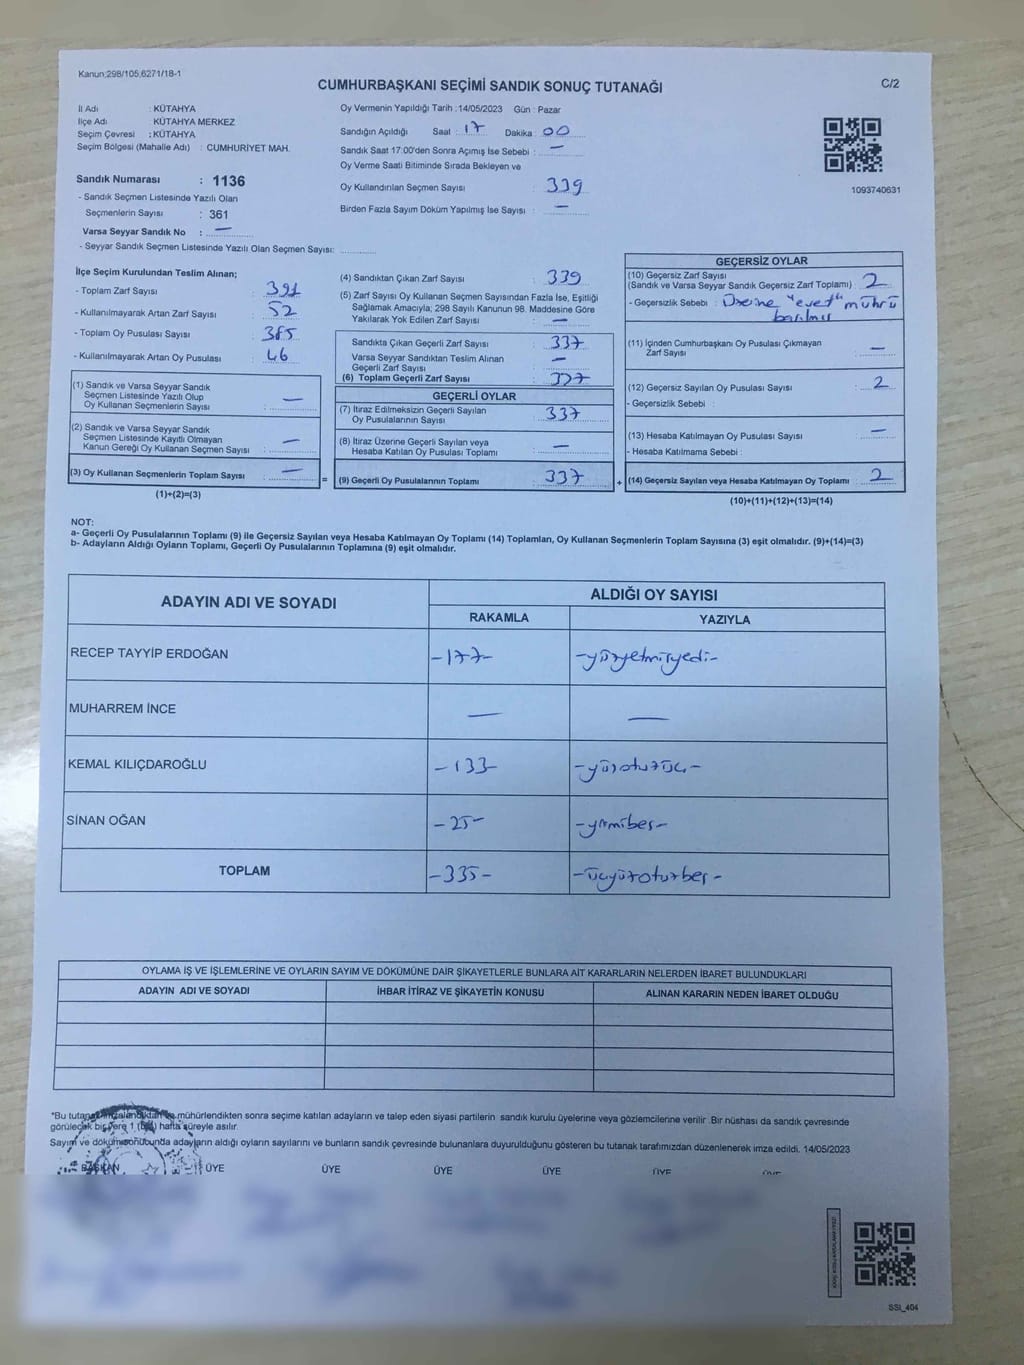 Kanun:298/105,6271/18-1
CUMHURBAŞKANI SEÇİMİ SANDIK SONUÇ TUTANAĞI
C/2
İl Adı : KÜTAHYA
İlçe Adı : KÜTAHYA MERKEZ
Seçim Çevresi : KÜTAHYA
Seçim Bölgesi (Mahalle Adı) : CUMHURİYET MAH.
Sandık Numarası : 1136
- Sandık Seçmen Listesinde Yazılı Olan
Seçmenlerin Sayısı : 361
Varsa Seyyar Sandık No : —
- Seyyar Sandık Seçmen Listesinde Yazılı Olan Seçmen Sayısı:
Oy Vermenin Yapıldığı Tarih :14/05/2023 Gün : Pazar
Sandığın Açıldığı Saat : 17 Dakika : 00
Sandık Saat 17:00'den Sonra Açımış İse Sebebi : —
Oy Verme Saati Bitiminde Sırada Bekleyen ve
Oy Kullandırılan Seçmen Sayısı : 339
Birden Fazla Sayım Döküm Yapılmış İse Sayısı : —
1093740631
İlçe Seçim Kurulundan Teslim Alınan;
- Toplam Zarf Sayısı : 391
- Kullanılmayarak Artan Zarf Sayısı : 52
- Toplam Oy Pusulası Sayısı : 385
- Kullanılmayarak Artan Oy Pusulası : 46
(1) Sandık ve Varsa Seyyar Sandık
Seçmen Listesinde Yazılı Olup
Oy Kullanan Seçmenlerin Sayısı : —
(2) Sandık ve Varsa Seyyar Sandık
Seçmen Listesinde Kayıtlı Olmayan
Kanun Gereği Oy Kullanan Seçmen Sayısı : —
(3) Oy Kullanan Seçmenlerin Toplam Sayısı : —
(1)+(2)=(3)
(4) Sandıktan Çıkan Zarf Sayısı : 339
(5) Zarf Sayısı Oy Kullanan Seçmen Sayısından Fazla İse, Eşitliği
Sağlamak Amacıyla; 298 Sayılı Kanunun 98. Maddesine Göre
Yakılarak Yok Edilen Zarf Sayısı : —
Sandıkta Çıkan Geçerli Zarf Sayısı : 337
Varsa Seyyar Sandıktan Teslim Alınan
Geçerli Zarf Sayısı : —
(6) Toplam Geçerli Zarf Sayısı : 337
GEÇERLİ OYLAR
(7) İtiraz Edilmeksizin Geçerli Sayılan
Oy Pusulalarının Sayısı : 337
(8) İtiraz Üzerine Geçerli Sayılan veya
Hesaba Katılan Oy Pusulaları Toplamı : —
= (9) Geçerli Oy Pusulalarının Toplamı : 337
GEÇERSİZ OYLAR
(10) Geçersiz Zarf Sayısı
(Sandık ve Varsa Seyyar Sandık Geçersiz Zarf Toplamı) : 2
- Geçersizlik Sebebi : Üzerine "evet" mührü
basılmış
(11) İçinden Cumhurbaşkanı Oy Pusulası Çıkmayan
Zarf Sayısı : —
(12) Geçersiz Sayılan Oy Pusulası Sayısı : 2
- Geçersizlik Sebebi :
(13) Hesaba Katılmayan Oy Pusulası Sayısı : —
- Hesaba Katılmama Sebebi :
+ (14) Geçersiz Sayılan veya Hesaba Katılmayan Oy Toplamı : 2
(10)+(11)+(12)+(13)=(14)
NOT:
a- Geçerli Oy Pusulalarının Toplamı (9) ile Geçersiz Sayılan veya Hesaba Katılmayan Oy Toplamı (14) Toplamları, Oy Kullanan Seçmenlerin Toplam Sayısına (3) eşit olmalıdır. (9)+(14)=(3)
b- Adayların Aldığı Oyların Toplamı, Geçerli Oy Pusulalarının Toplamına (9) eşit olmalıdır.
ADAYIN ADI VE SOYADI
ALDIĞI OY SAYISI
RAKAMLA YAZIYLA
RECEP TAYYİP ERDOĞAN -177- -yüzyetmişyedi-
MUHARREM İNCE — —
KEMAL KILIÇDAROĞLU -133- -yüzotuzüç-
SİNAN OĞAN -25- -yirmibeş-
TOPLAM -335- -üçyüzotuzbeş-
OYLAMA İŞ VE İŞLEMLERİNE VE OYLARIN SAYIM VE DÖKÜMÜNE DAİR ŞİKAYETLERLE BUNLARA AİT KARARLARIN NELERDEN İBARET BULUNDUKLARI
ADAYIN ADI VE SOYADI İHBAR İTİRAZ VE ŞİKAYETİN KONUSU ALINAN KARARIN NEDEN İBARET OLDUĞU
*Bu tutanak imzalandıktan ve mühürlendikten sonra seçime katılan adayların ve talep eden siyasi partilerin sandık kurulu üyelerine veya gözlemcilerine verilir. Bir nüshası da sandık çevresinde
görülecek bir yere 1 (bir) hafta süreyle asılır.
Sayım ve döküm sonucunda adayların aldığı oyların sayılarını ve bunların sandık çevresinde bulunanlara duyurulduğunu gösteren bu tutanak tarafımızdan düzenlenerek imza edildi. 14/05/2023
BAŞKAN ÜYE ÜYE ÜYE ÜYE ÜYE ÜYE
SSI_404